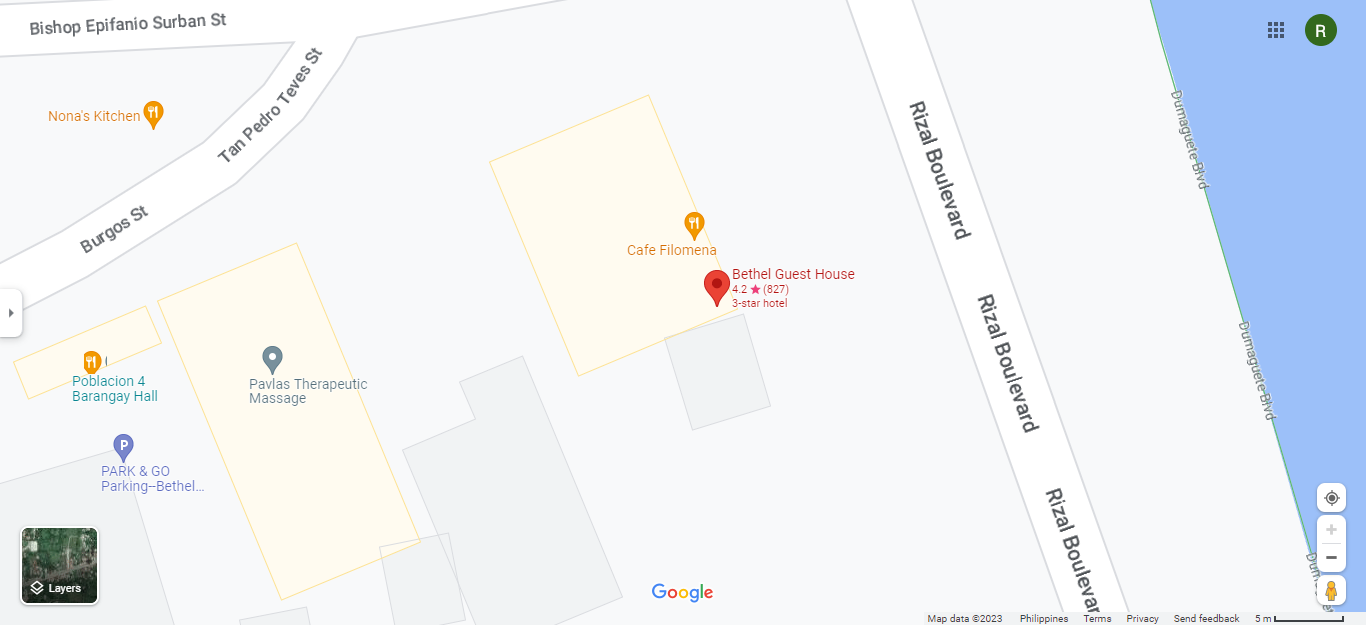 Bishop Epifanio Surban St
R
Tan Pedro Teves St
Nona's Kitchen
Burgos St
Rizal Boulevard
Dumaguete Blvd
Cafe Filomena
Bethel Guest House
4.2 ★ (827)
3-star hotel
Rizal Boulevard
Dumaguete Blvd
Poblacion 4
Barangay Hall
Pavlas Therapeutic
Massage
P
PARK & GO
Parking--Bethel...
Rizal Boulevar
Layers
Google
Map data ©2023
Philippines
Terms
Privacy
Send feedback
5 m